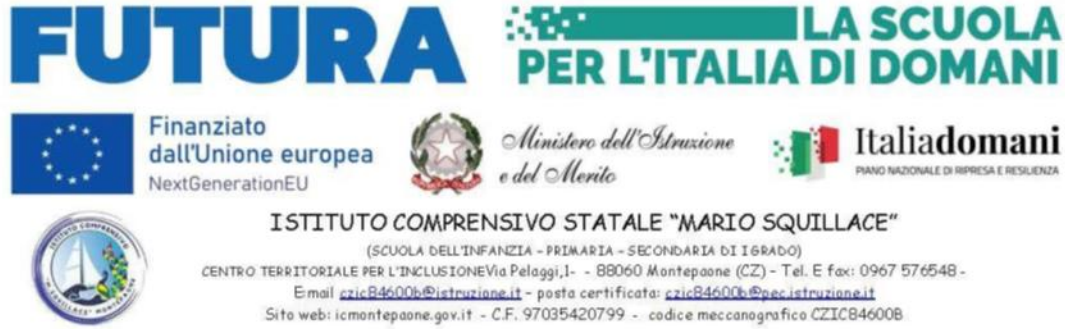 FUTURA
LA SCUOLA
PER L'ITALIA DI DOMANI
Finanziato
dall'Unione europea
NextGenerationEU
Ministero dell'Istruzione
e del Merito
Italiadomani
PIANO NAZIONALE DI RIPRESA E RESILIENZA
ISTITUTO COMPRENSIVO STATALE "MARIO SQUILLACE"
(SCUOLA DELL'INFANZIA - PRIMARIA - SECONDARIA DI I GRADO)
CENTRO TERRITORIALE PER L'INCLUSIONEVia Pelaggi,1- - 88060 Montepaone (CZ) - Tel. E fax: 0967 576548 -
Email czic84600b@istruzione.it - posta certificata: czic84600b@pec.istruzione.it
Sito web: icmontepaone.gov.it - C.F. 97035420799 - codice meccanografico CZIC84600B
ISTITUTO COMPRENSIVO